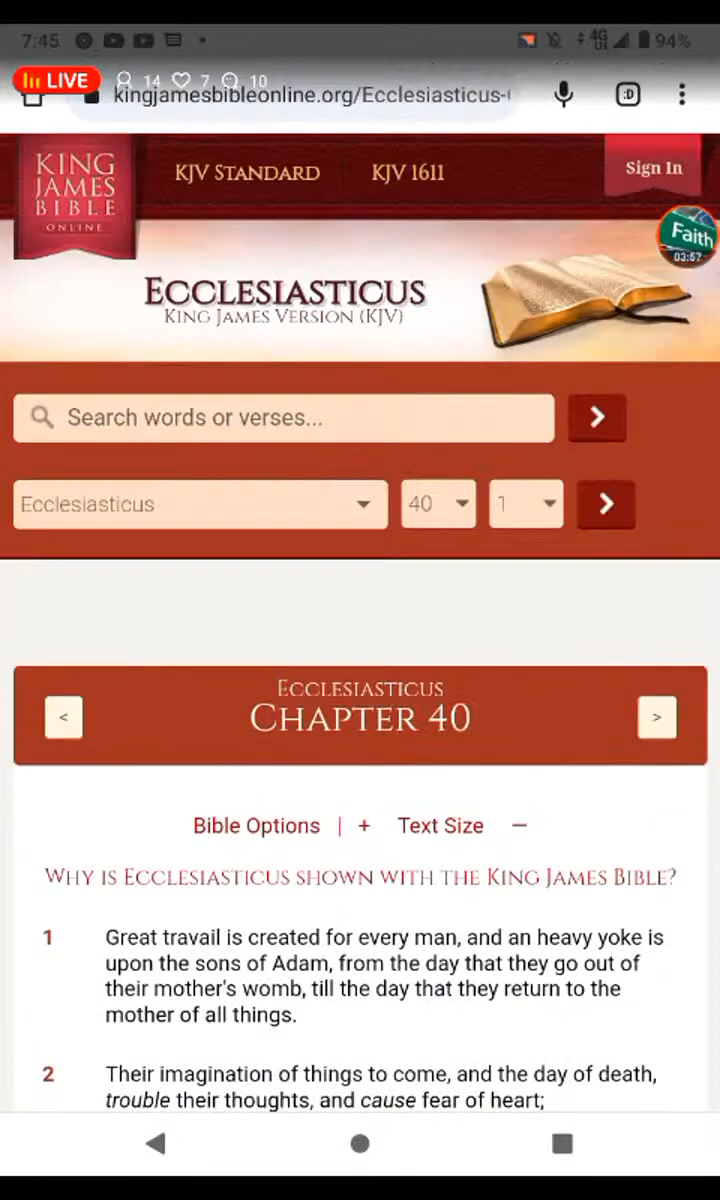 7:45
4G
94%
LIVE 14 7 10
kingjamesbibleonline.org/Ecclesiasticus-
:D
KING
JAMES
BIBLE
ONLINE
KJV STANDARD
KJV 1611
Sign In
Faith
03:57
ECCLESIASTICUS
KING JAMES VERSION (KJV)
Search words or verses...
>
Ecclesiasticus 40 1 >
ECCLESIASTICUS
< CHAPTER 40 >
Bible Options | + Text Size −
WHY IS ECCLESIASTICUS SHOWN WITH THE KING JAMES BIBLE?
1 Great travail is created for every man, and an heavy yoke is
upon the sons of Adam, from the day that they go out of
their mother's womb, till the day that they return to the
mother of all things.
2 Their imagination of things to come, and the day of death,
trouble their thoughts, and cause fear of heart;